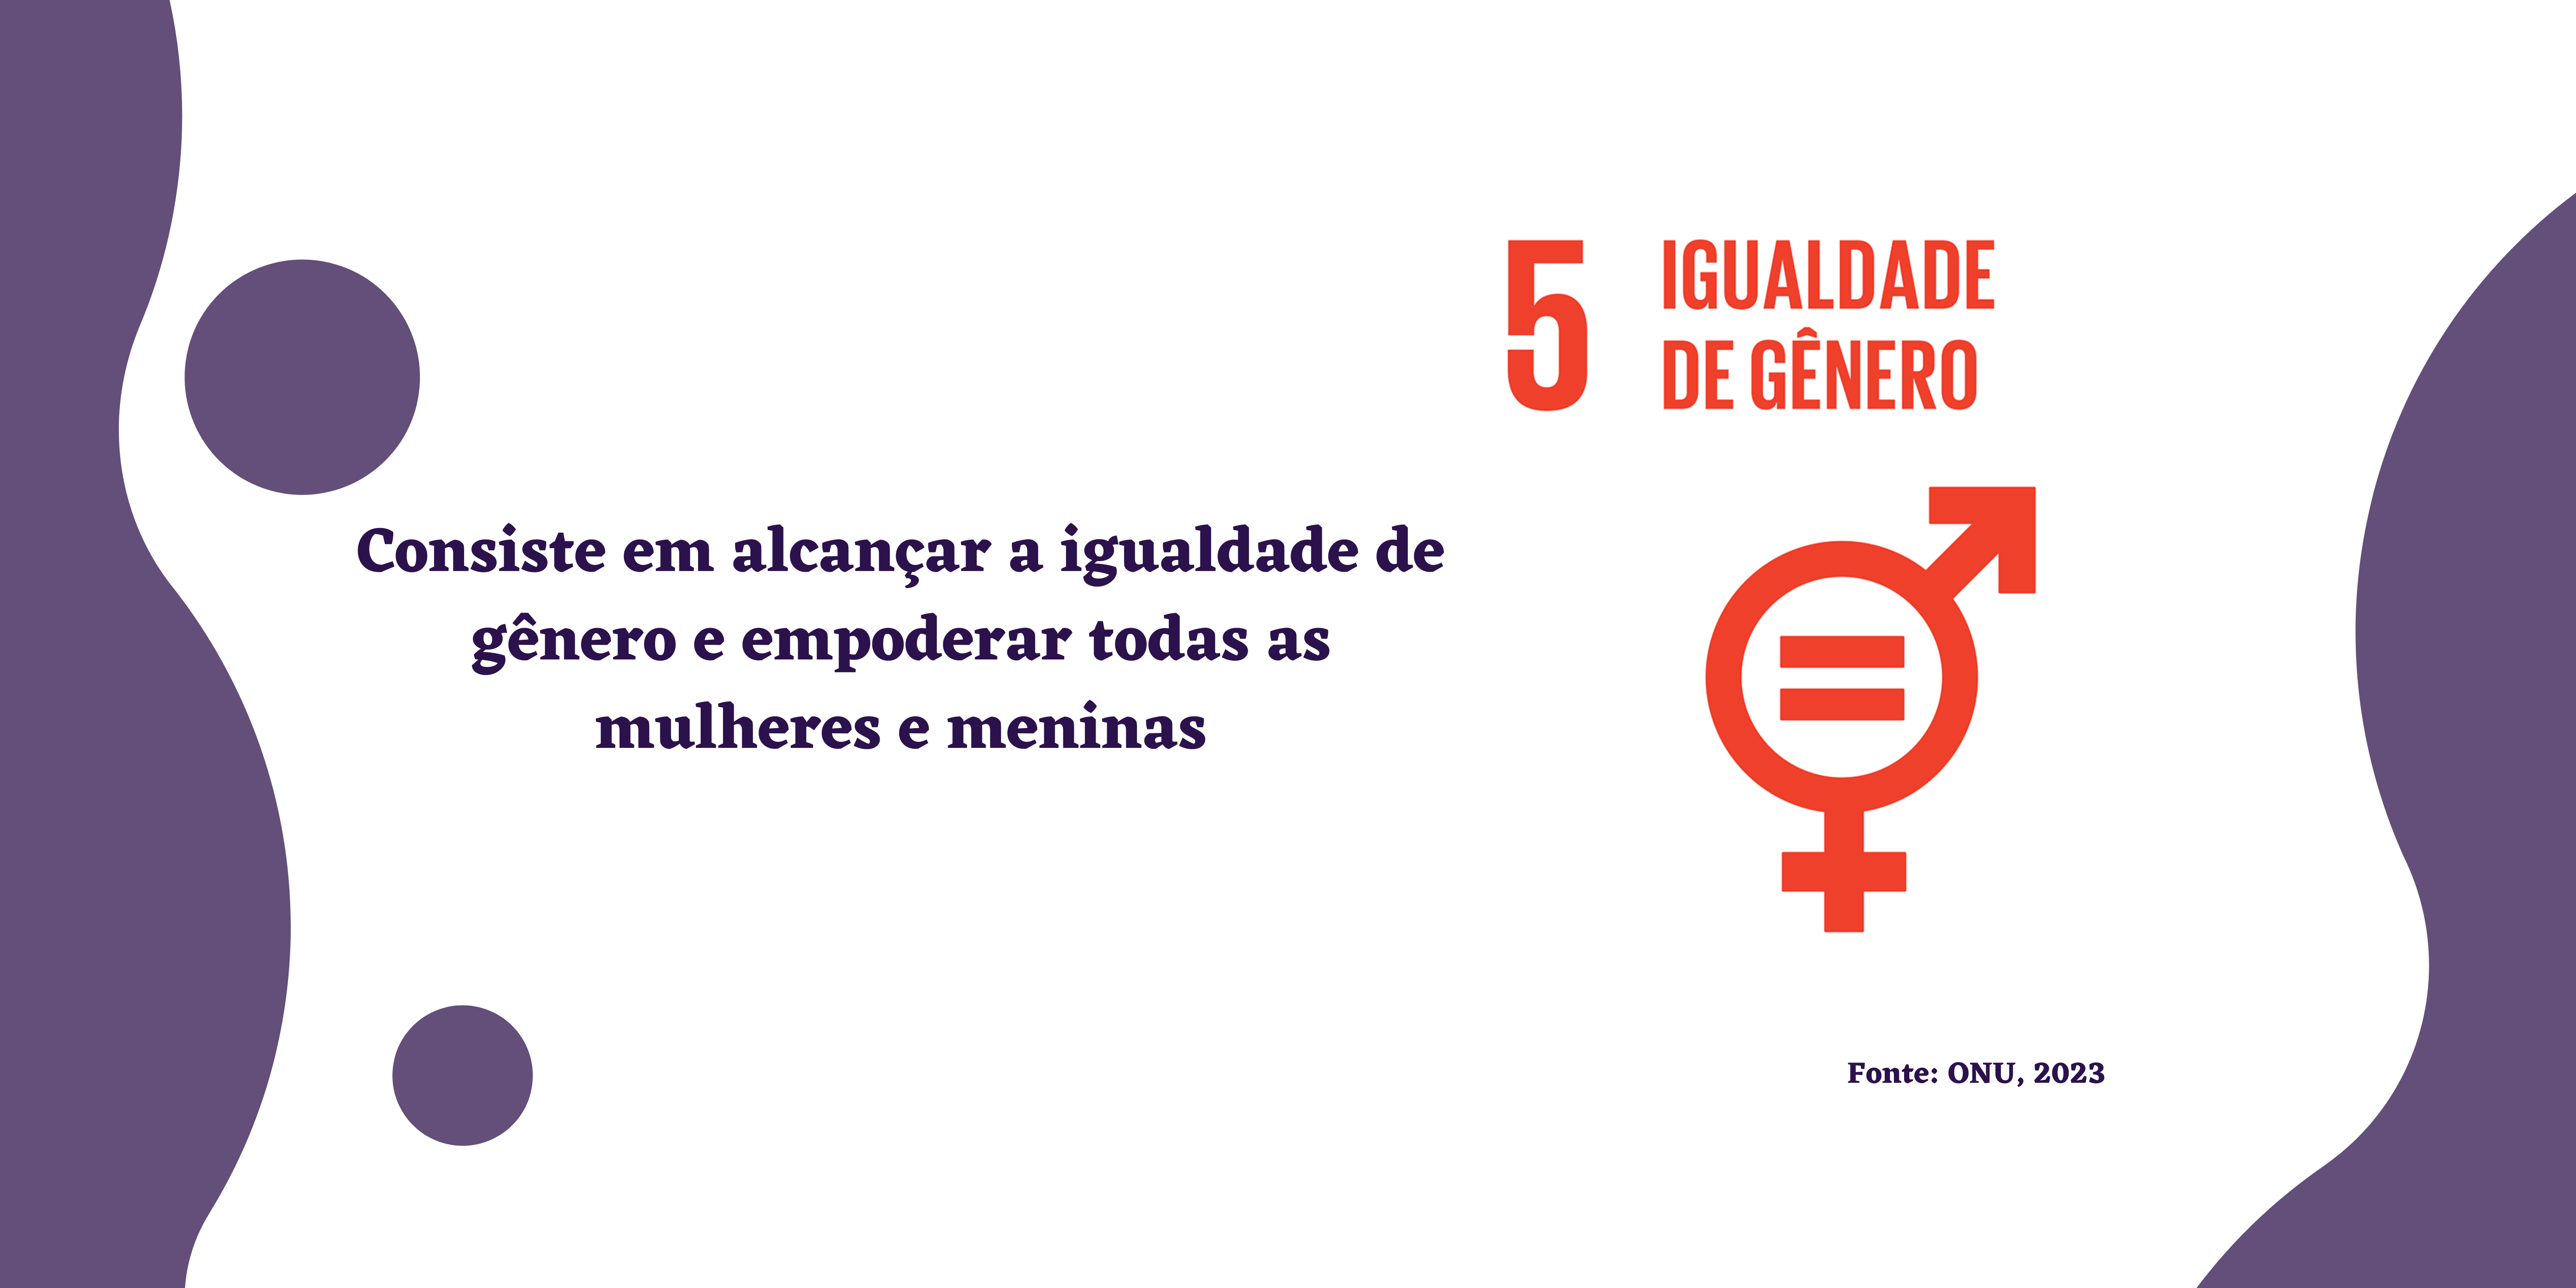 5 IGUALDADE
DE GÊNERO
Consiste em alcançar a igualdade de
gênero e empoderar todas as
mulheres e meninas
Fonte: ONU, 2023